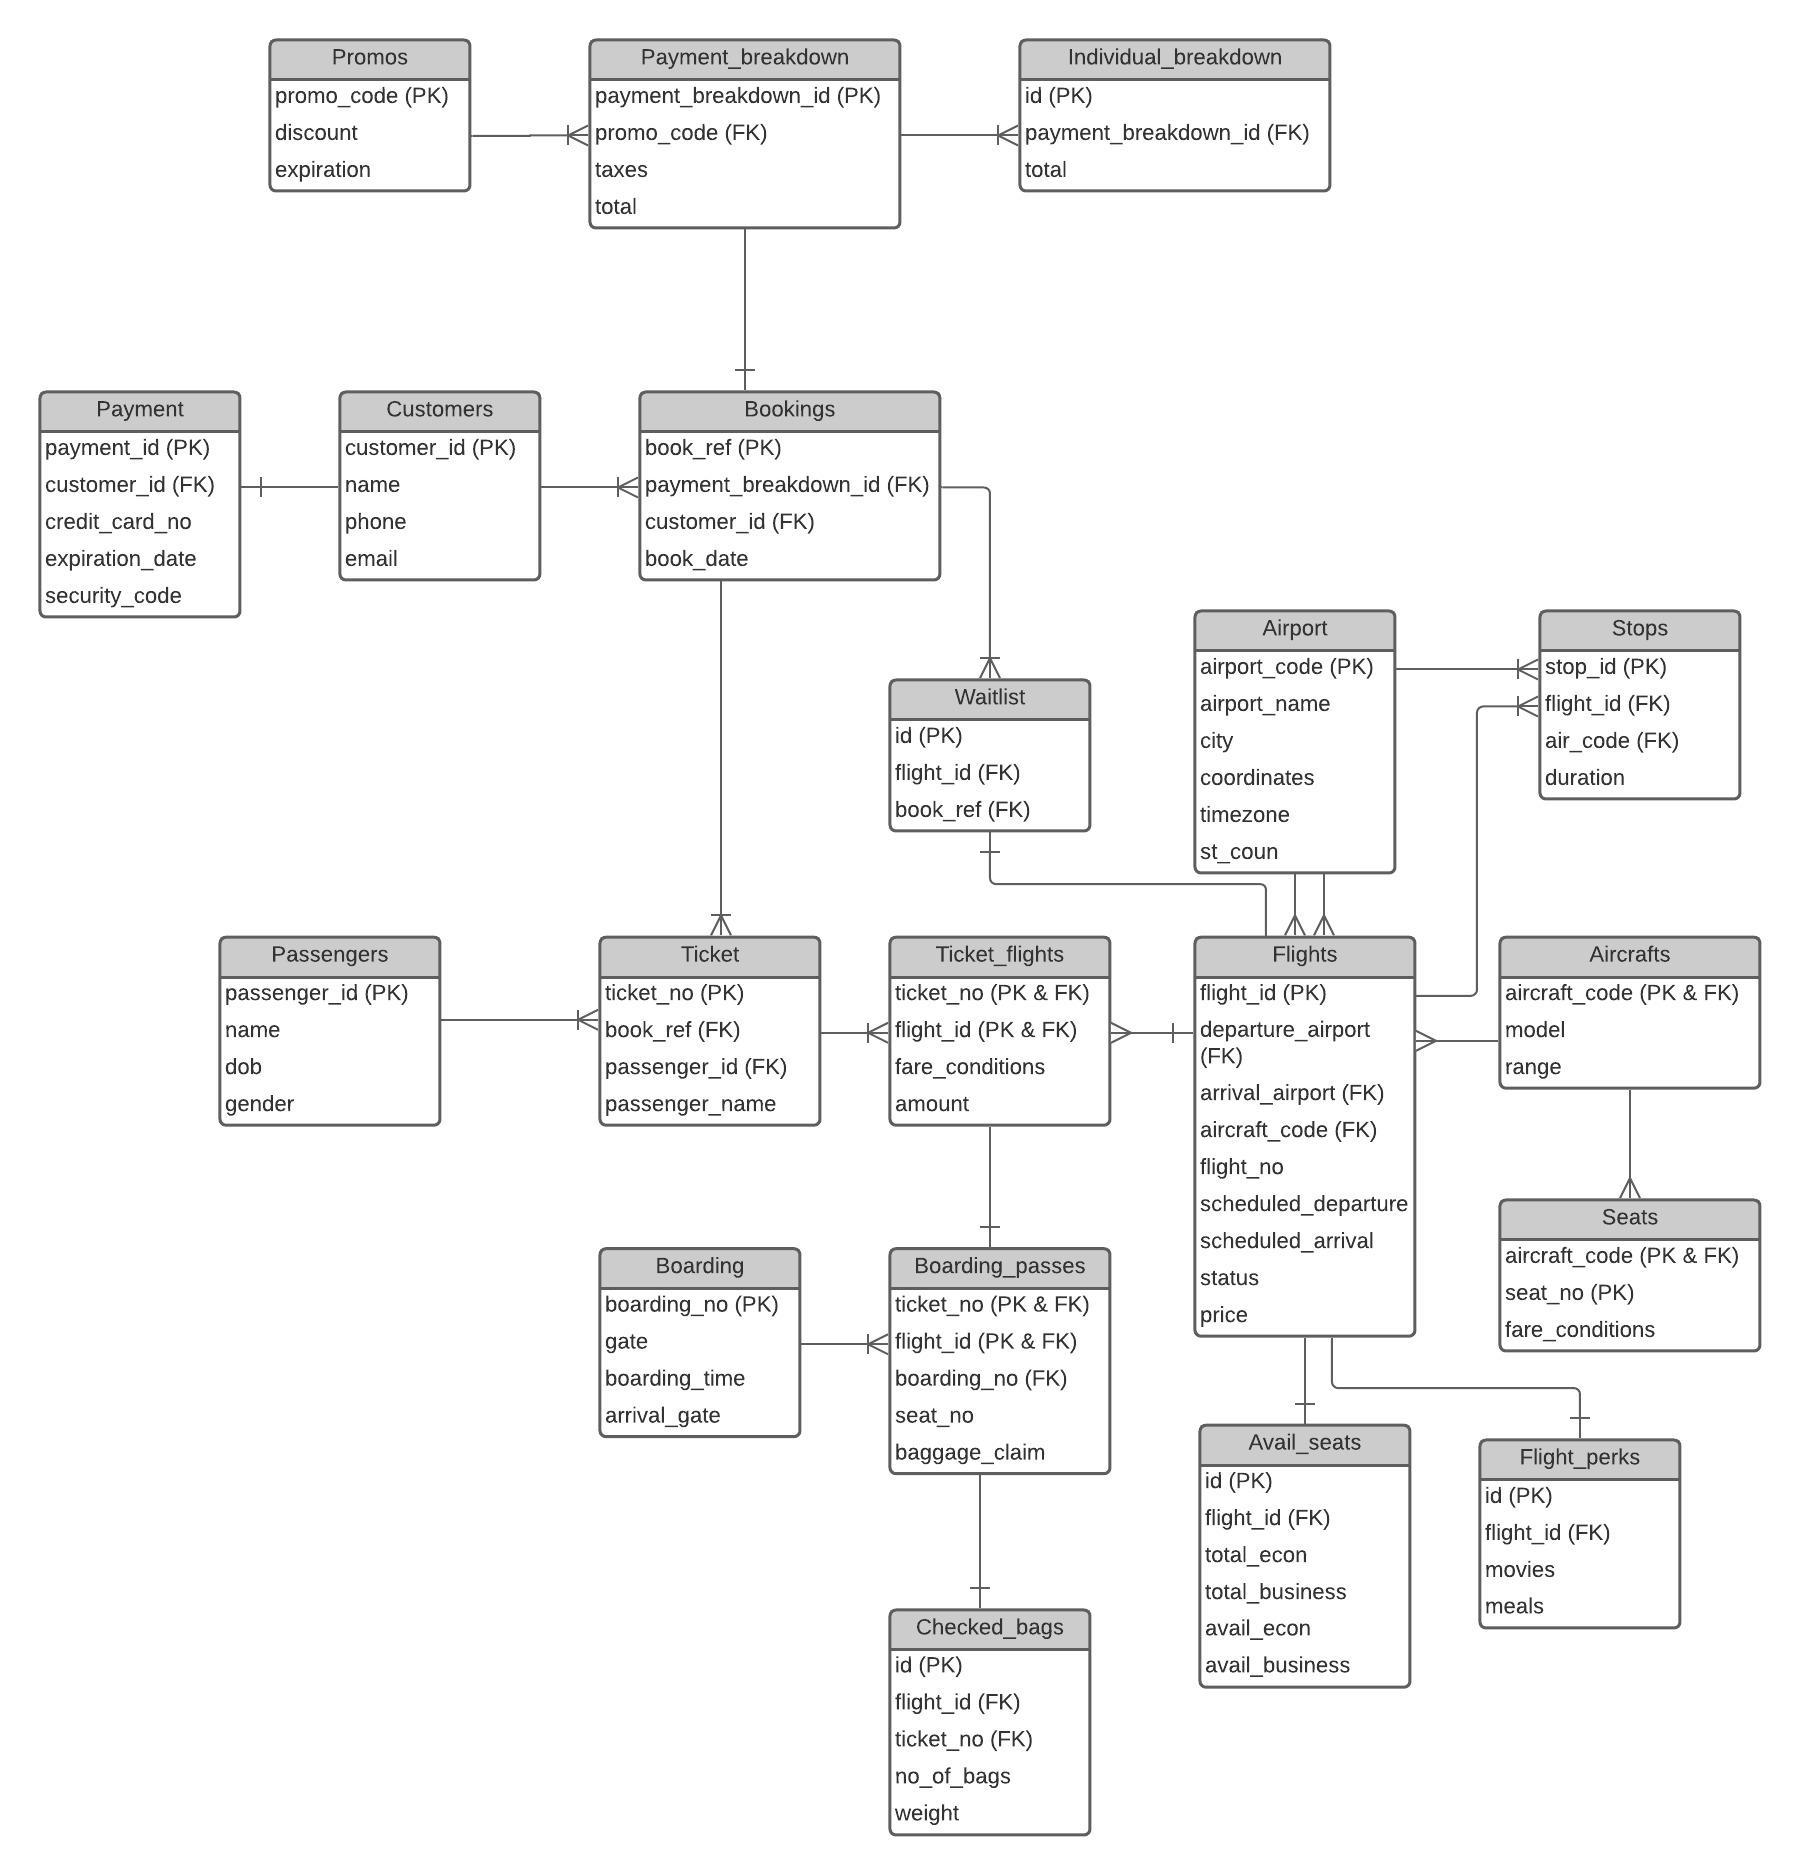 Promos
promo_code (PK)
discount
expiration
Payment_breakdown
payment_breakdown_id (PK)
promo_code (FK)
taxes
total
Individual_breakdown
id (PK)
payment_breakdown_id (FK)
total
Payment
payment_id (PK)
customer_id (FK)
credit_card_no
expiration_date
security_code
Customers
customer_id (PK)
name
phone
email
Bookings
book_ref (PK)
payment_breakdown_id (FK)
customer_id (FK)
book_date
Waitlist
id (PK)
flight_id (FK)
book_ref (FK)
Airport
airport_code (PK)
airport_name
city
coordinates
timezone
st_coun
Stops
stop_id (PK)
flight_id (FK)
air_code (FK)
duration
Passengers
passenger_id (PK)
name
dob
gender
Ticket
ticket_no (PK)
book_ref (FK)
passenger_id (FK)
passenger_name
Ticket_flights
ticket_no (PK & FK)
flight_id (PK & FK)
fare_conditions
amount
Flights
flight_id (PK)
departure_airport
(FK)
arrival_airport (FK)
aircraft_code (FK)
flight_no
scheduled_departure
scheduled_arrival
status
price
Aircrafts
aircraft_code (PK & FK)
model
range
Seats
aircraft_code (PK & FK)
seat_no (PK)
fare_conditions
Boarding
boarding_no (PK)
gate
boarding_time
arrival_gate
Boarding_passes
ticket_no (PK & FK)
flight_id (PK & FK)
boarding_no (FK)
seat_no
baggage_claim
Avail_seats
id (PK)
flight_id (FK)
total_econ
total_business
avail_econ
avail_business
Flight_perks
id (PK)
flight_id (FK)
movies
meals
Checked_bags
id (PK)
flight_id (FK)
ticket_no (FK)
no_of_bags
weight